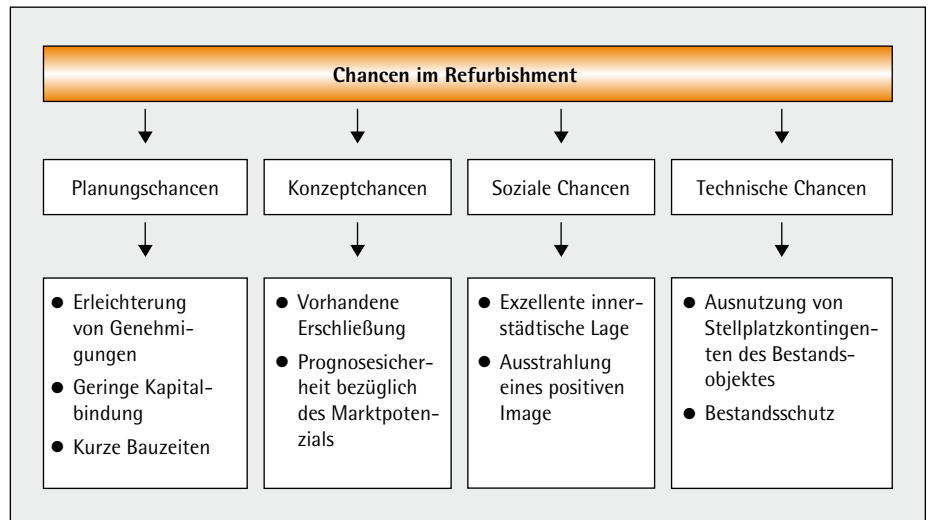 Chancen im Refurbishment
Planungschancen
Konzeptchancen
Soziale Chancen
Technische Chancen
● Erleichterung
von Genehmi-
gungen
● Geringe Kapital-
bindung
● Kurze Bauzeiten
● Vorhandene
Erschließung
● Prognosesicher-
heit bezüglich
des Marktpoten-
zials
● Exzellente inner-
städtische Lage
● Ausstrahlung
eines positiven
Image
● Ausnutzung von
Stellplatzkontingen-
ten des Bestands-
objektes
● Bestandsschutz